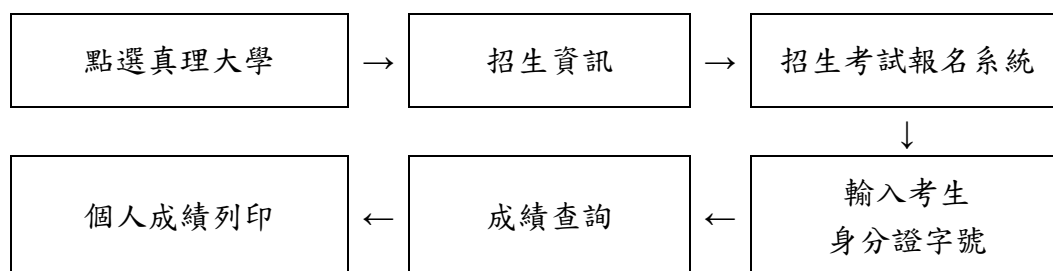 點選真理大學 → 招生資訊 → 招生考試報名系統
↓
輸入考生
身分證字號
← 成績查詢
← 個人成績列印